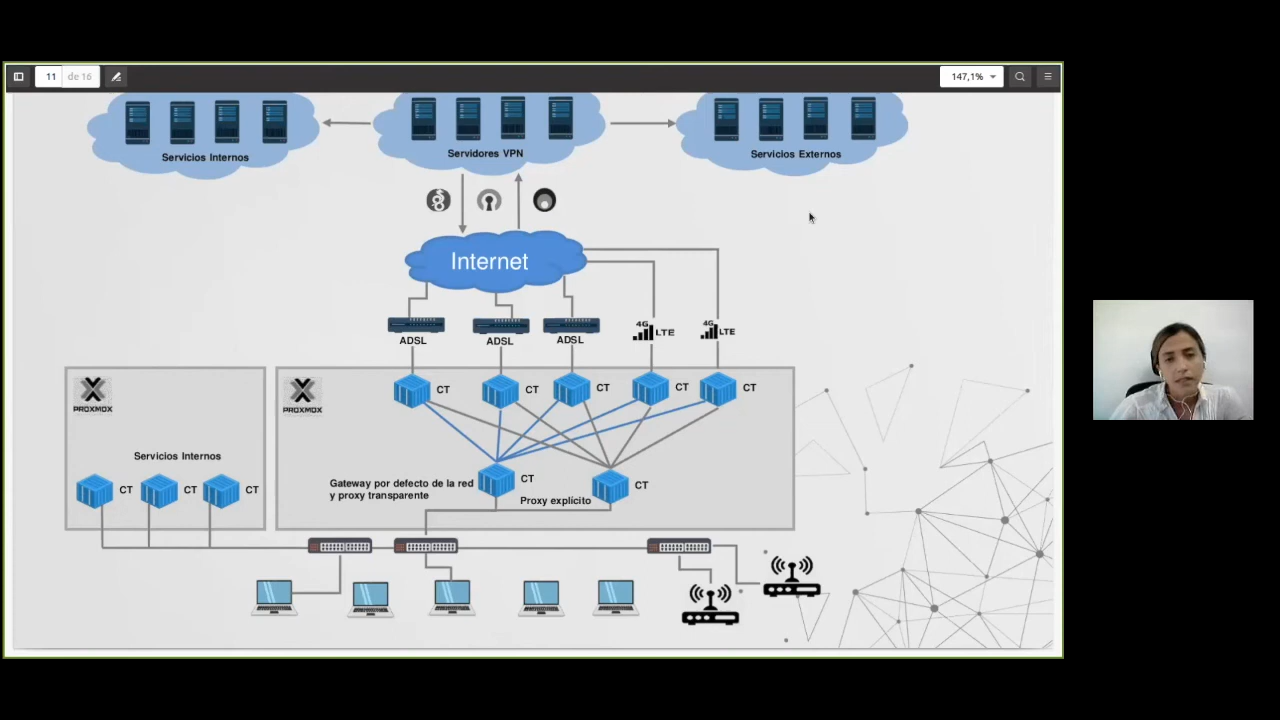 11 de 16
147,1%
Servicios Internos
Servidores VPN
Servicios Externos
Internet
ADSL
ADSL
ADSL
4G LTE
4G LTE
PROXMOX
PROXMOX
CT
CT
CT
CT
CT
Servicios Internos
CT
CT
CT
Gateway por defecto de la red
y proxy transparente
CT
Proxy explícito
CT